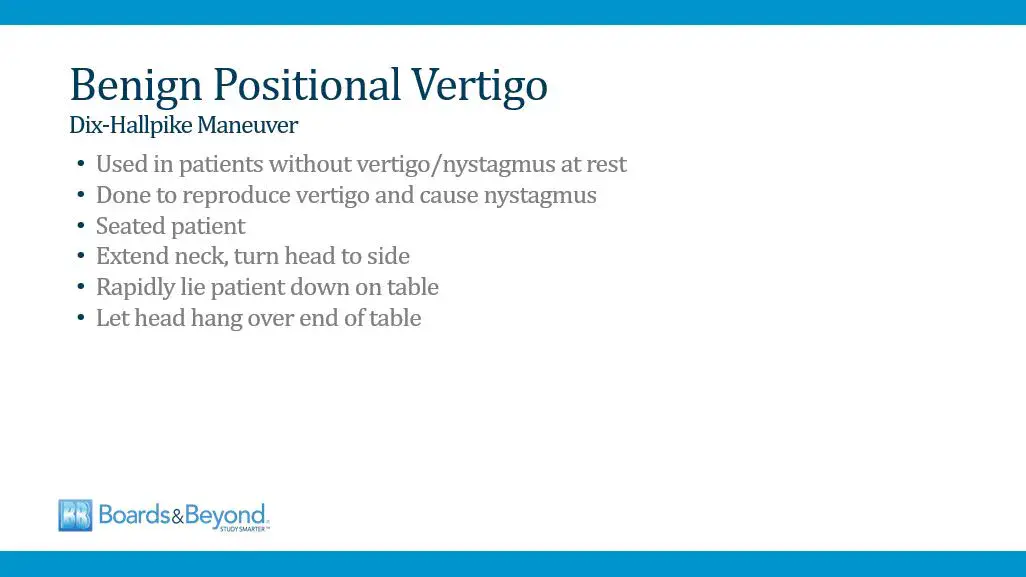 Benign Positional Vertigo
Dix-Hallpike Maneuver
• Used in patients without vertigo/nystagmus at rest
• Done to reproduce vertigo and cause nystagmus
• Seated patient
• Extend neck, turn head to side
• Rapidly lie patient down on table
• Let head hang over end of table
BB Boards&Beyond®
STUDY SMARTER™